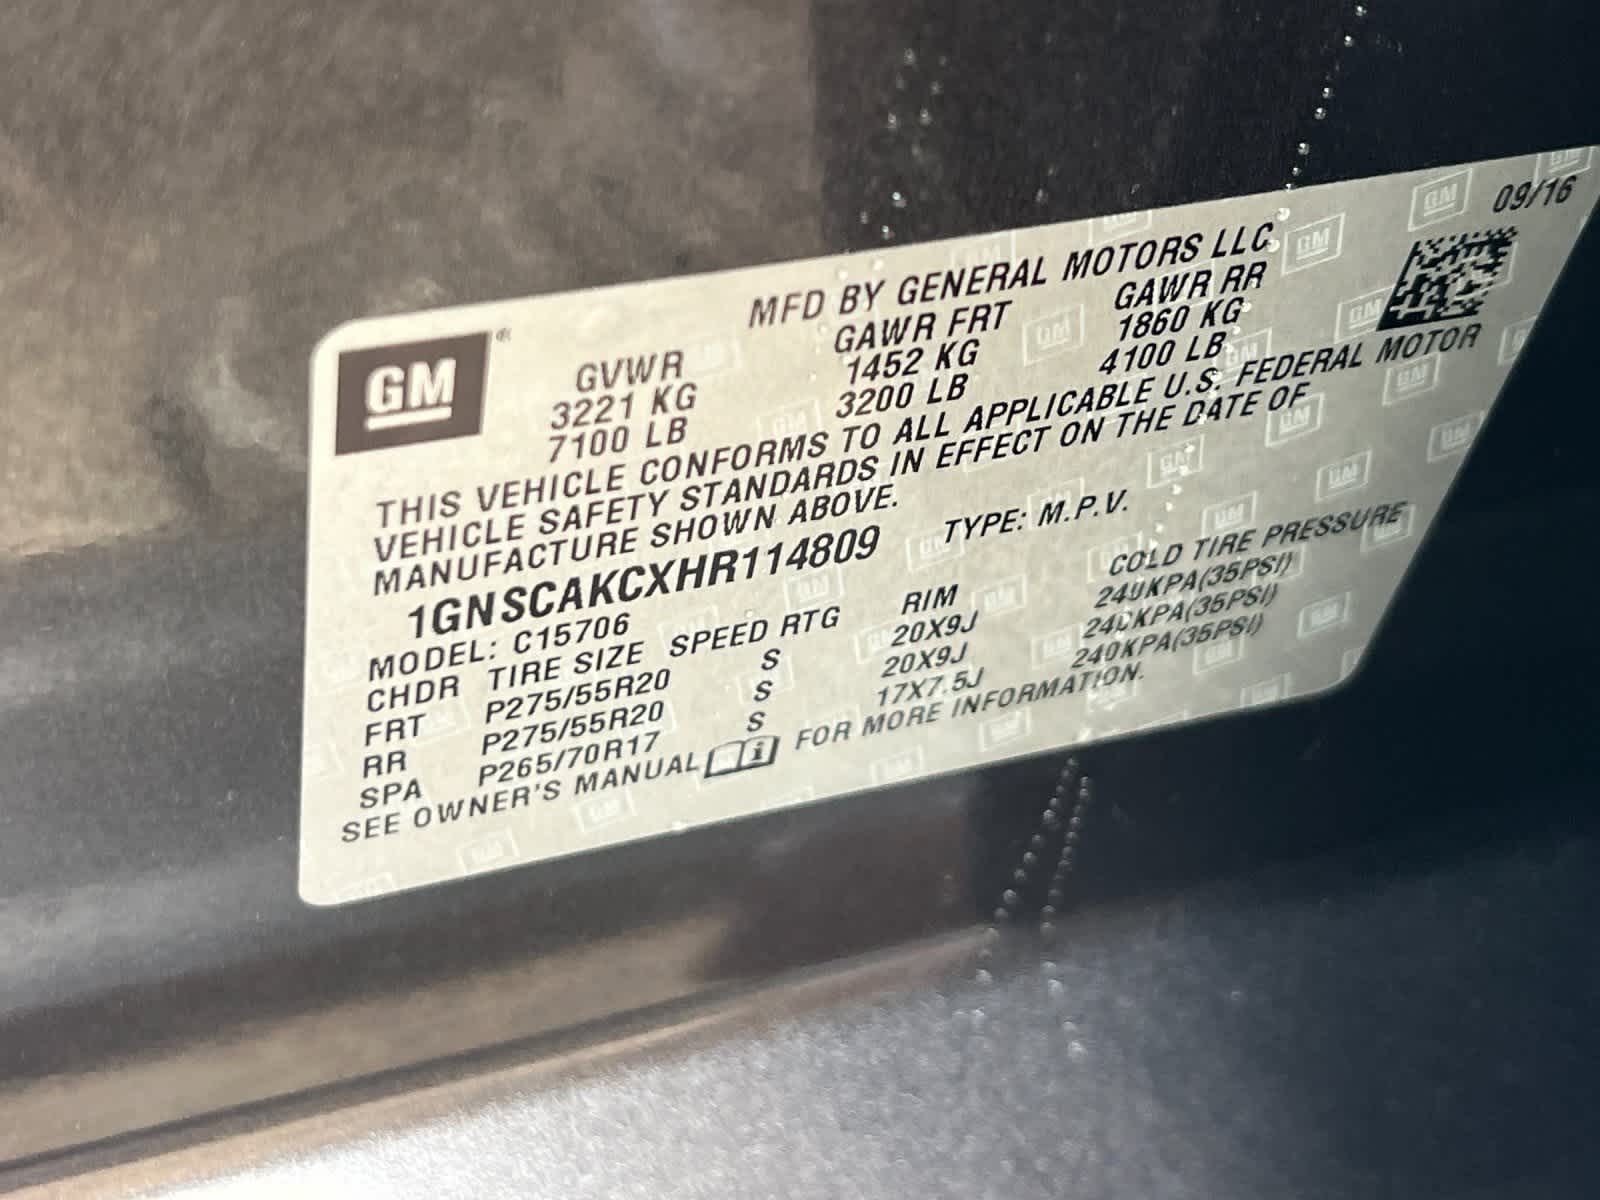 09/16
MFD BY GENERAL MOTORS LLC
GM®
GVWR GAWR FRT GAWR RR
3221 KG 1452 KG 1860 KG
7100 LB 3200 LB 4100 LB
THIS VEHICLE CONFORMS TO ALL APPLICABLE U.S. FEDERAL MOTOR
VEHICLE SAFETY STANDARDS IN EFFECT ON THE DATE OF
MANUFACTURE SHOWN ABOVE.
1GNSCAKCXHR114809 TYPE: M.P.V.
MODEL: C15706
CHDR TIRE SIZE SPEED RTG RIM COLD TIRE PRESSURE
FRT P275/55R20 S 20X9J 240KPA(35PSI)
RR P275/55R20 S 20X9J 240KPA(35PSI)
SPA P265/70R17 S 17X7.5J 240KPA(35PSI)
SEE OWNER'S MANUAL i FOR MORE INFORMATION.